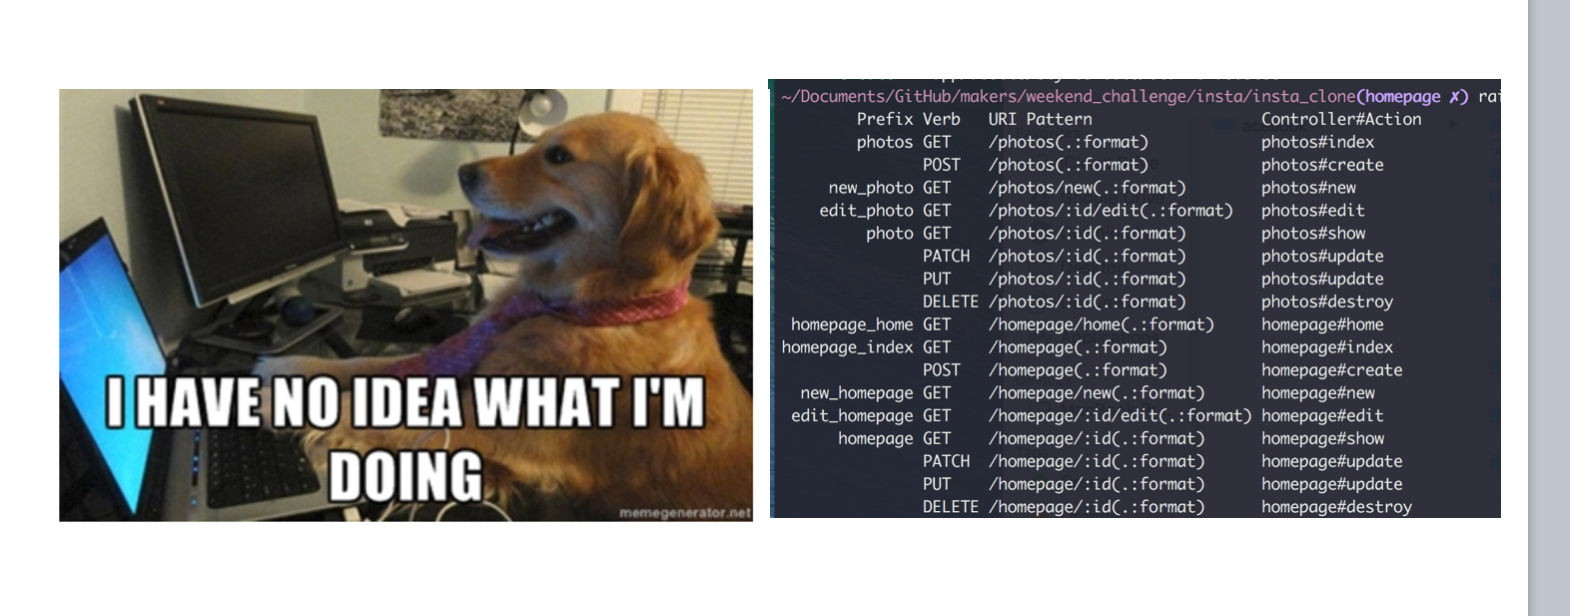 I HAVE NO IDEA WHAT I'M
DOING
memegenerator.net
~/Documents/GitHub/makers/weekend_challenge/insta/insta_clone(homepage ✗) rai
Prefix Verb URI Pattern Controller#Action
photos GET /photos(.:format) photos#index
POST /photos(.:format) photos#create
new_photo GET /photos/new(.:format) photos#new
edit_photo GET /photos/:id/edit(.:format) photos#edit
photo GET /photos/:id(.:format) photos#show
PATCH /photos/:id(.:format) photos#update
PUT /photos/:id(.:format) photos#update
DELETE /photos/:id(.:format) photos#destroy
homepage_home GET /homepage/home(.:format) homepage#home
homepage_index GET /homepage(.:format) homepage#index
POST /homepage(.:format) homepage#create
new_homepage GET /homepage/new(.:format) homepage#new
edit_homepage GET /homepage/:id/edit(.:format) homepage#edit
homepage GET /homepage/:id(.:format) homepage#show
PATCH /homepage/:id(.:format) homepage#update
PUT /homepage/:id(.:format) homepage#update
DELETE /homepage/:id(.:format) homepage#destroy